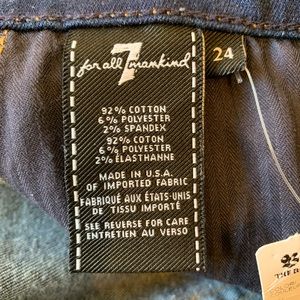 7
for all mankind
24
92% COTTON
6% POLYESTER
2% SPANDEX
92% COTON
6% POLYESTER
2% ÉLASTHANNE
MADE IN U.S.A.
OF IMPORTED FABRIC
FABRIQUÉ AUX ÉTATS-UNIS
DE TISSU IMPORTÉ
SEE REVERSE FOR CARE
ENTRETIEN AU VERSO